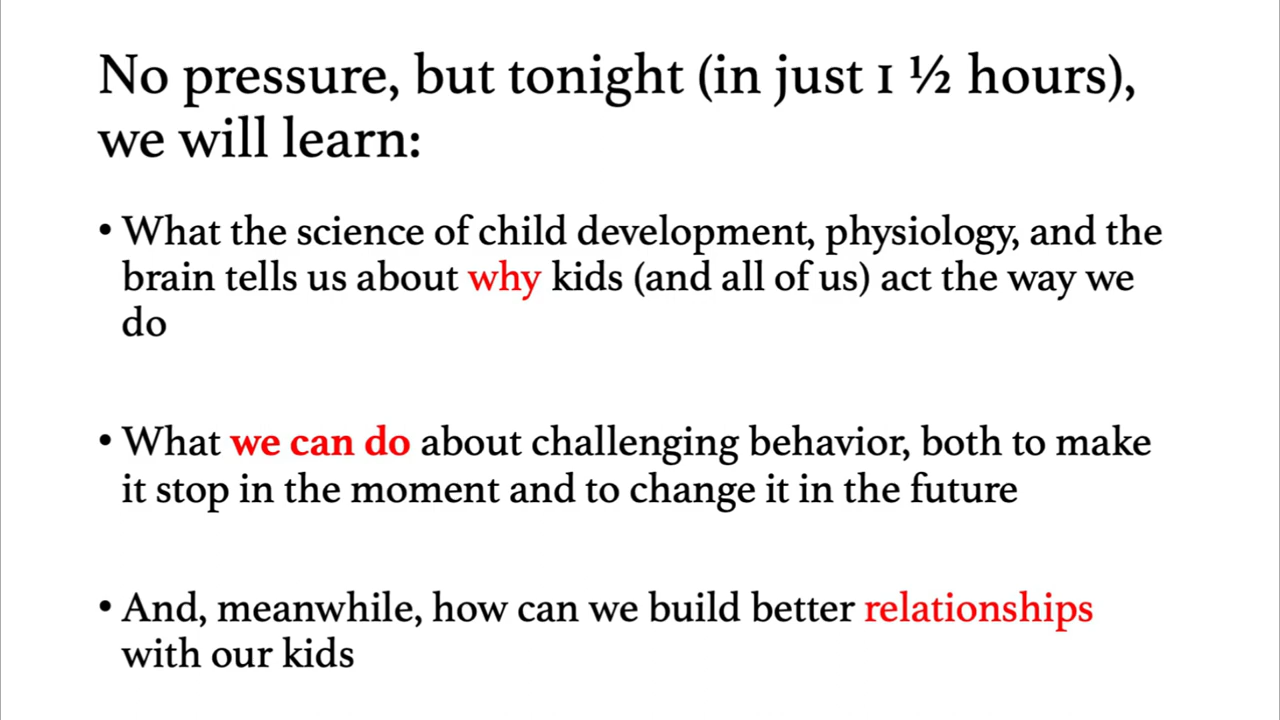 No pressure, but tonight (in just 1 ½ hours),
we will learn:
• What the science of child development, physiology, and the
brain tells us about why kids (and all of us) act the way we
do
• What we can do about challenging behavior, both to make
it stop in the moment and to change it in the future
• And, meanwhile, how can we build better relationships
with our kids